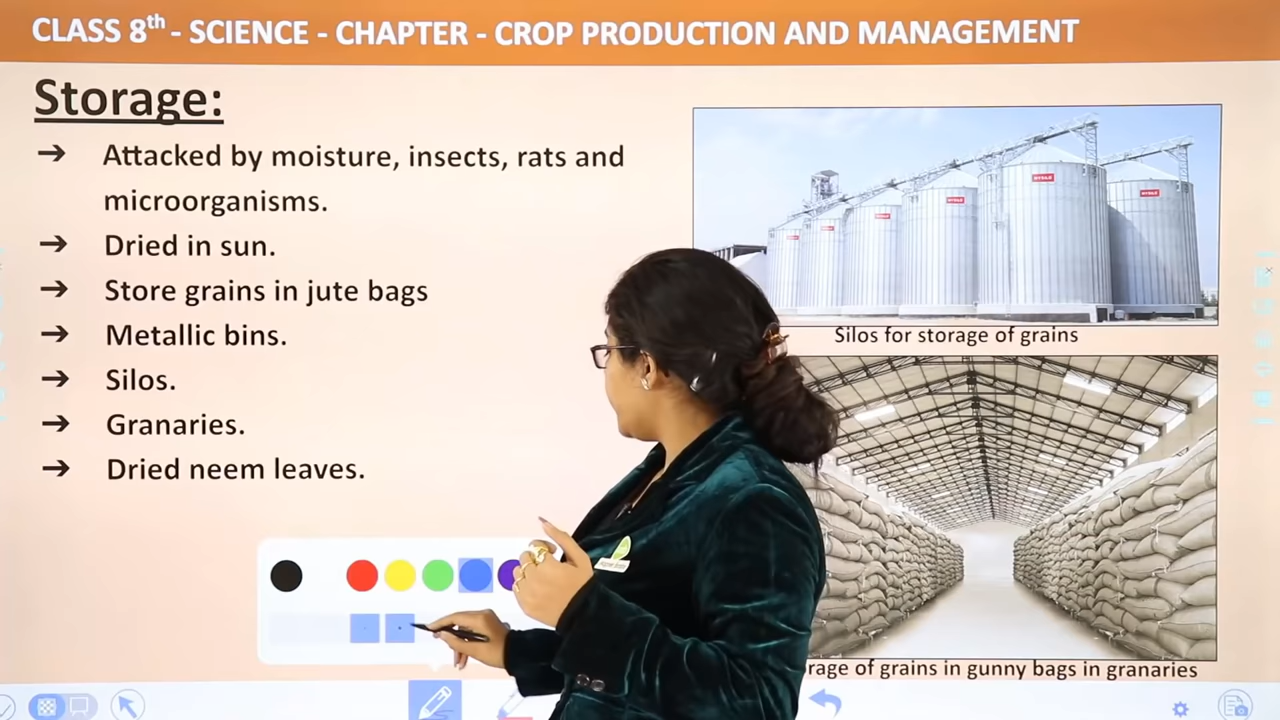 CLASS 8th - SCIENCE - CHAPTER - CROP PRODUCTION AND MANAGEMENT
Storage:
➔ Attacked by moisture, insects, rats and
microorganisms.
➔ Dried in sun.
➔ Store grains in jute bags
➔ Metallic bins.
➔ Silos.
➔ Granaries.
➔ Dried neem leaves.
Silos for storage of grains
of grains in gunny bags in granaries